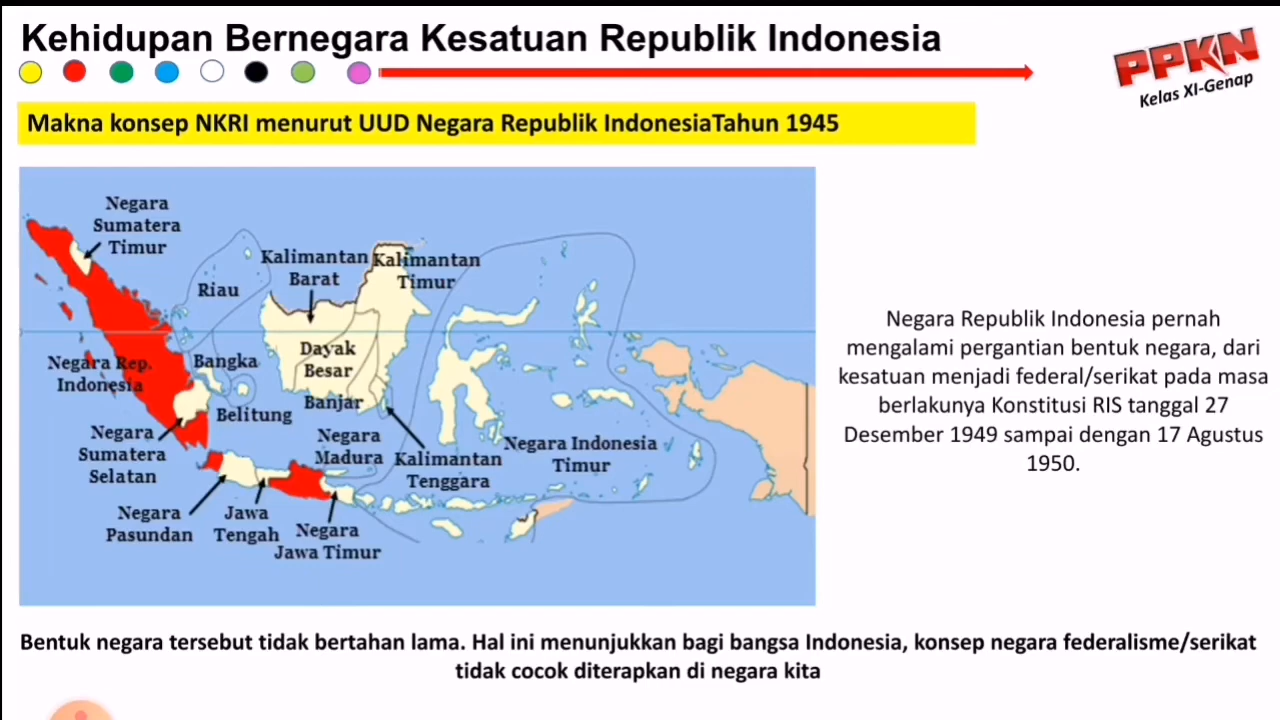 Kehidupan Bernegara Kesatuan Republik Indonesia
PPKN
Kelas XI-Genap
Makna konsep NKRI menurut UUD Negara Republik IndonesiaTahun 1945
Negara
Sumatera
Timur
Riau
Kalimantan
Barat
Kalimantan
Timur
Negara Rep.
Indonesia
Bangka
Dayak
Besar
Belitung
Banjar
Negara
Sumatera
Selatan
Negara
Madura
Kalimantan
Tenggara
Negara Indonesia
Timur
Negara
Pasundan
Jawa
Tengah
Negara
Jawa Timur
Negara Republik Indonesia pernah
mengalami pergantian bentuk negara, dari
kesatuan menjadi federal/serikat pada masa
berlakunya Konstitusi RIS tanggal 27
Desember 1949 sampai dengan 17 Agustus
1950.
Bentuk negara tersebut tidak bertahan lama. Hal ini menunjukkan bagi bangsa Indonesia, konsep negara federalisme/serikat
tidak cocok diterapkan di negara kita